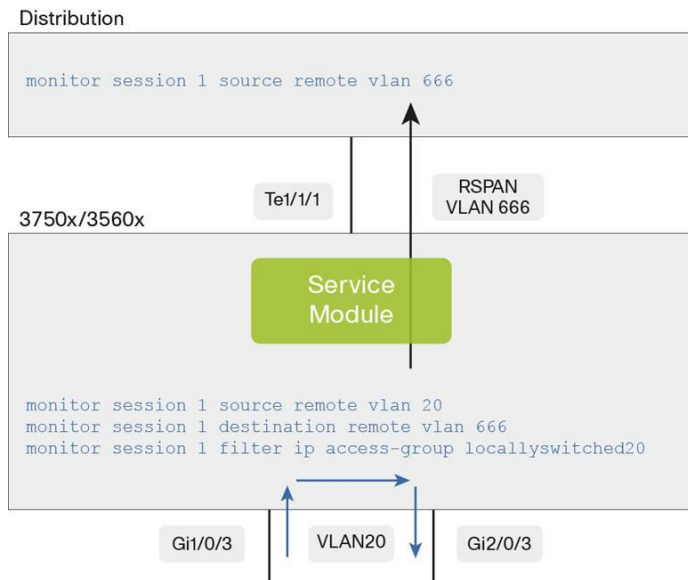 Distribution
monitor session 1 source remote vlan 666
Te1/1/1
RSPAN
VLAN 666
3750x/3560x
Service
Module
monitor session 1 source remote vlan 20
monitor session 1 destination remote vlan 666
monitor session 1 filter ip access-group locallyswitched20
Gi1/0/3
VLAN20
Gi2/0/3